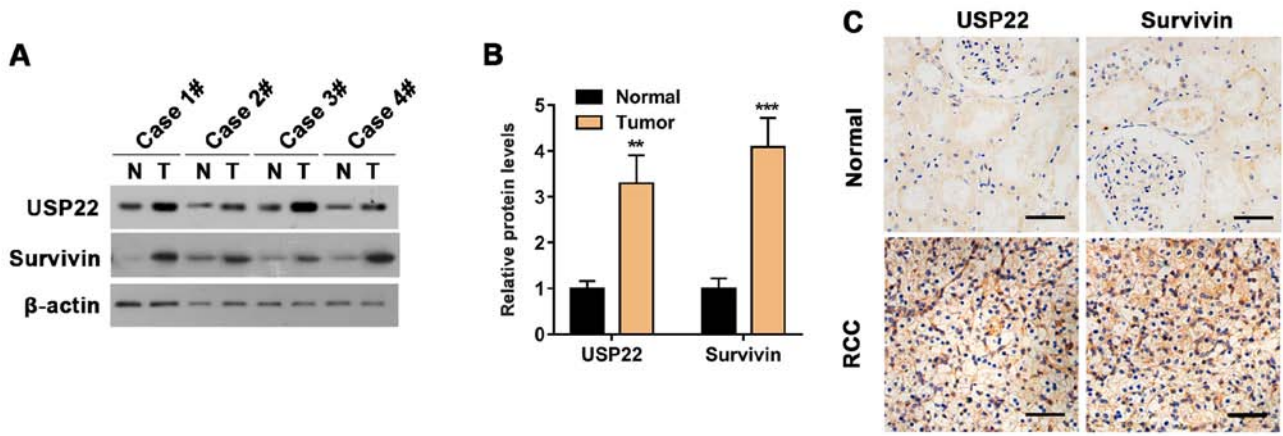 A
Case 1# Case 2# Case 3# Case 4#
N T N T N T N T
USP22
Survivin
β-actin
B
Normal
Tumor
Relative protein levels
5
4
3
2
1
0
**
***
USP22 Survivin
C
USP22 Survivin
Normal
RCC